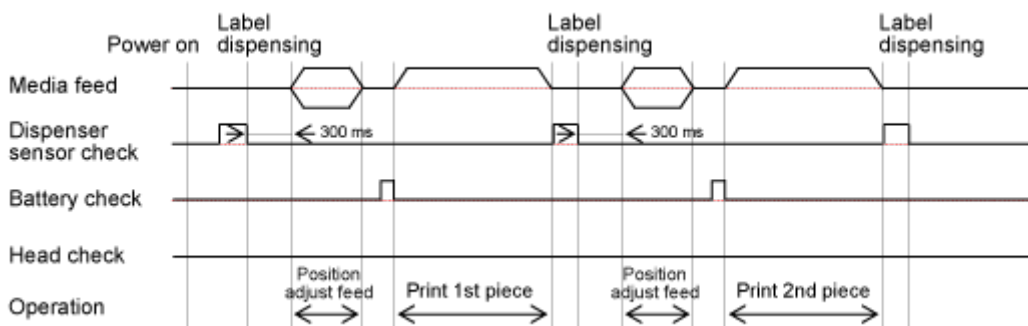 Label
dispensing
Label
dispensing
Label
dispensing
Power on
Media feed
Dispenser
sensor check
300 ms
300 ms
Battery check
Head check
Operation
Position
adjust feed
Print 1st piece
Position
adjust feed
Print 2nd piece